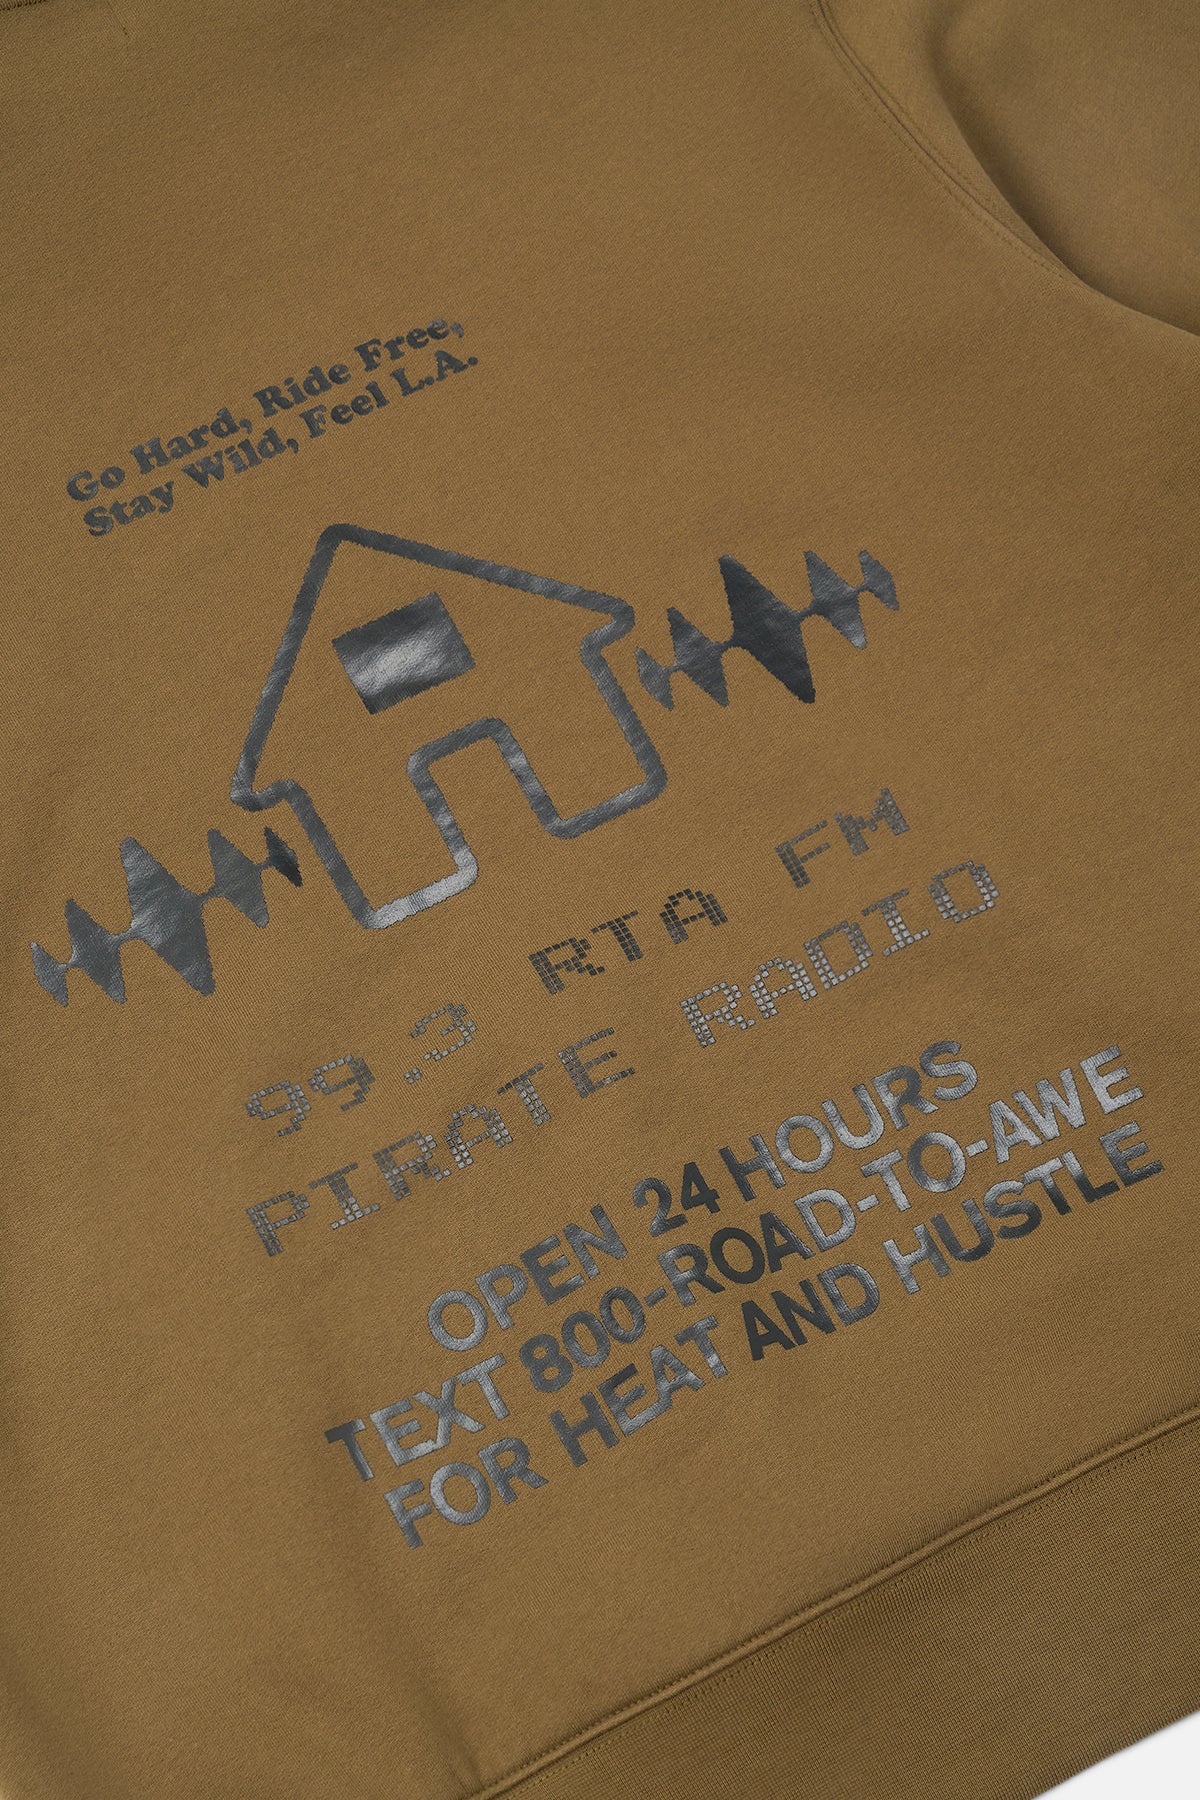 Go Hard, Ride Free,
Stay Wild, Feel L.A.
99.3 RTA FM
PIRATE RADIO
OPEN 24 HOURS
TEXT 800-ROAD-TO-AWE
FOR HEAT AND HUSTLE